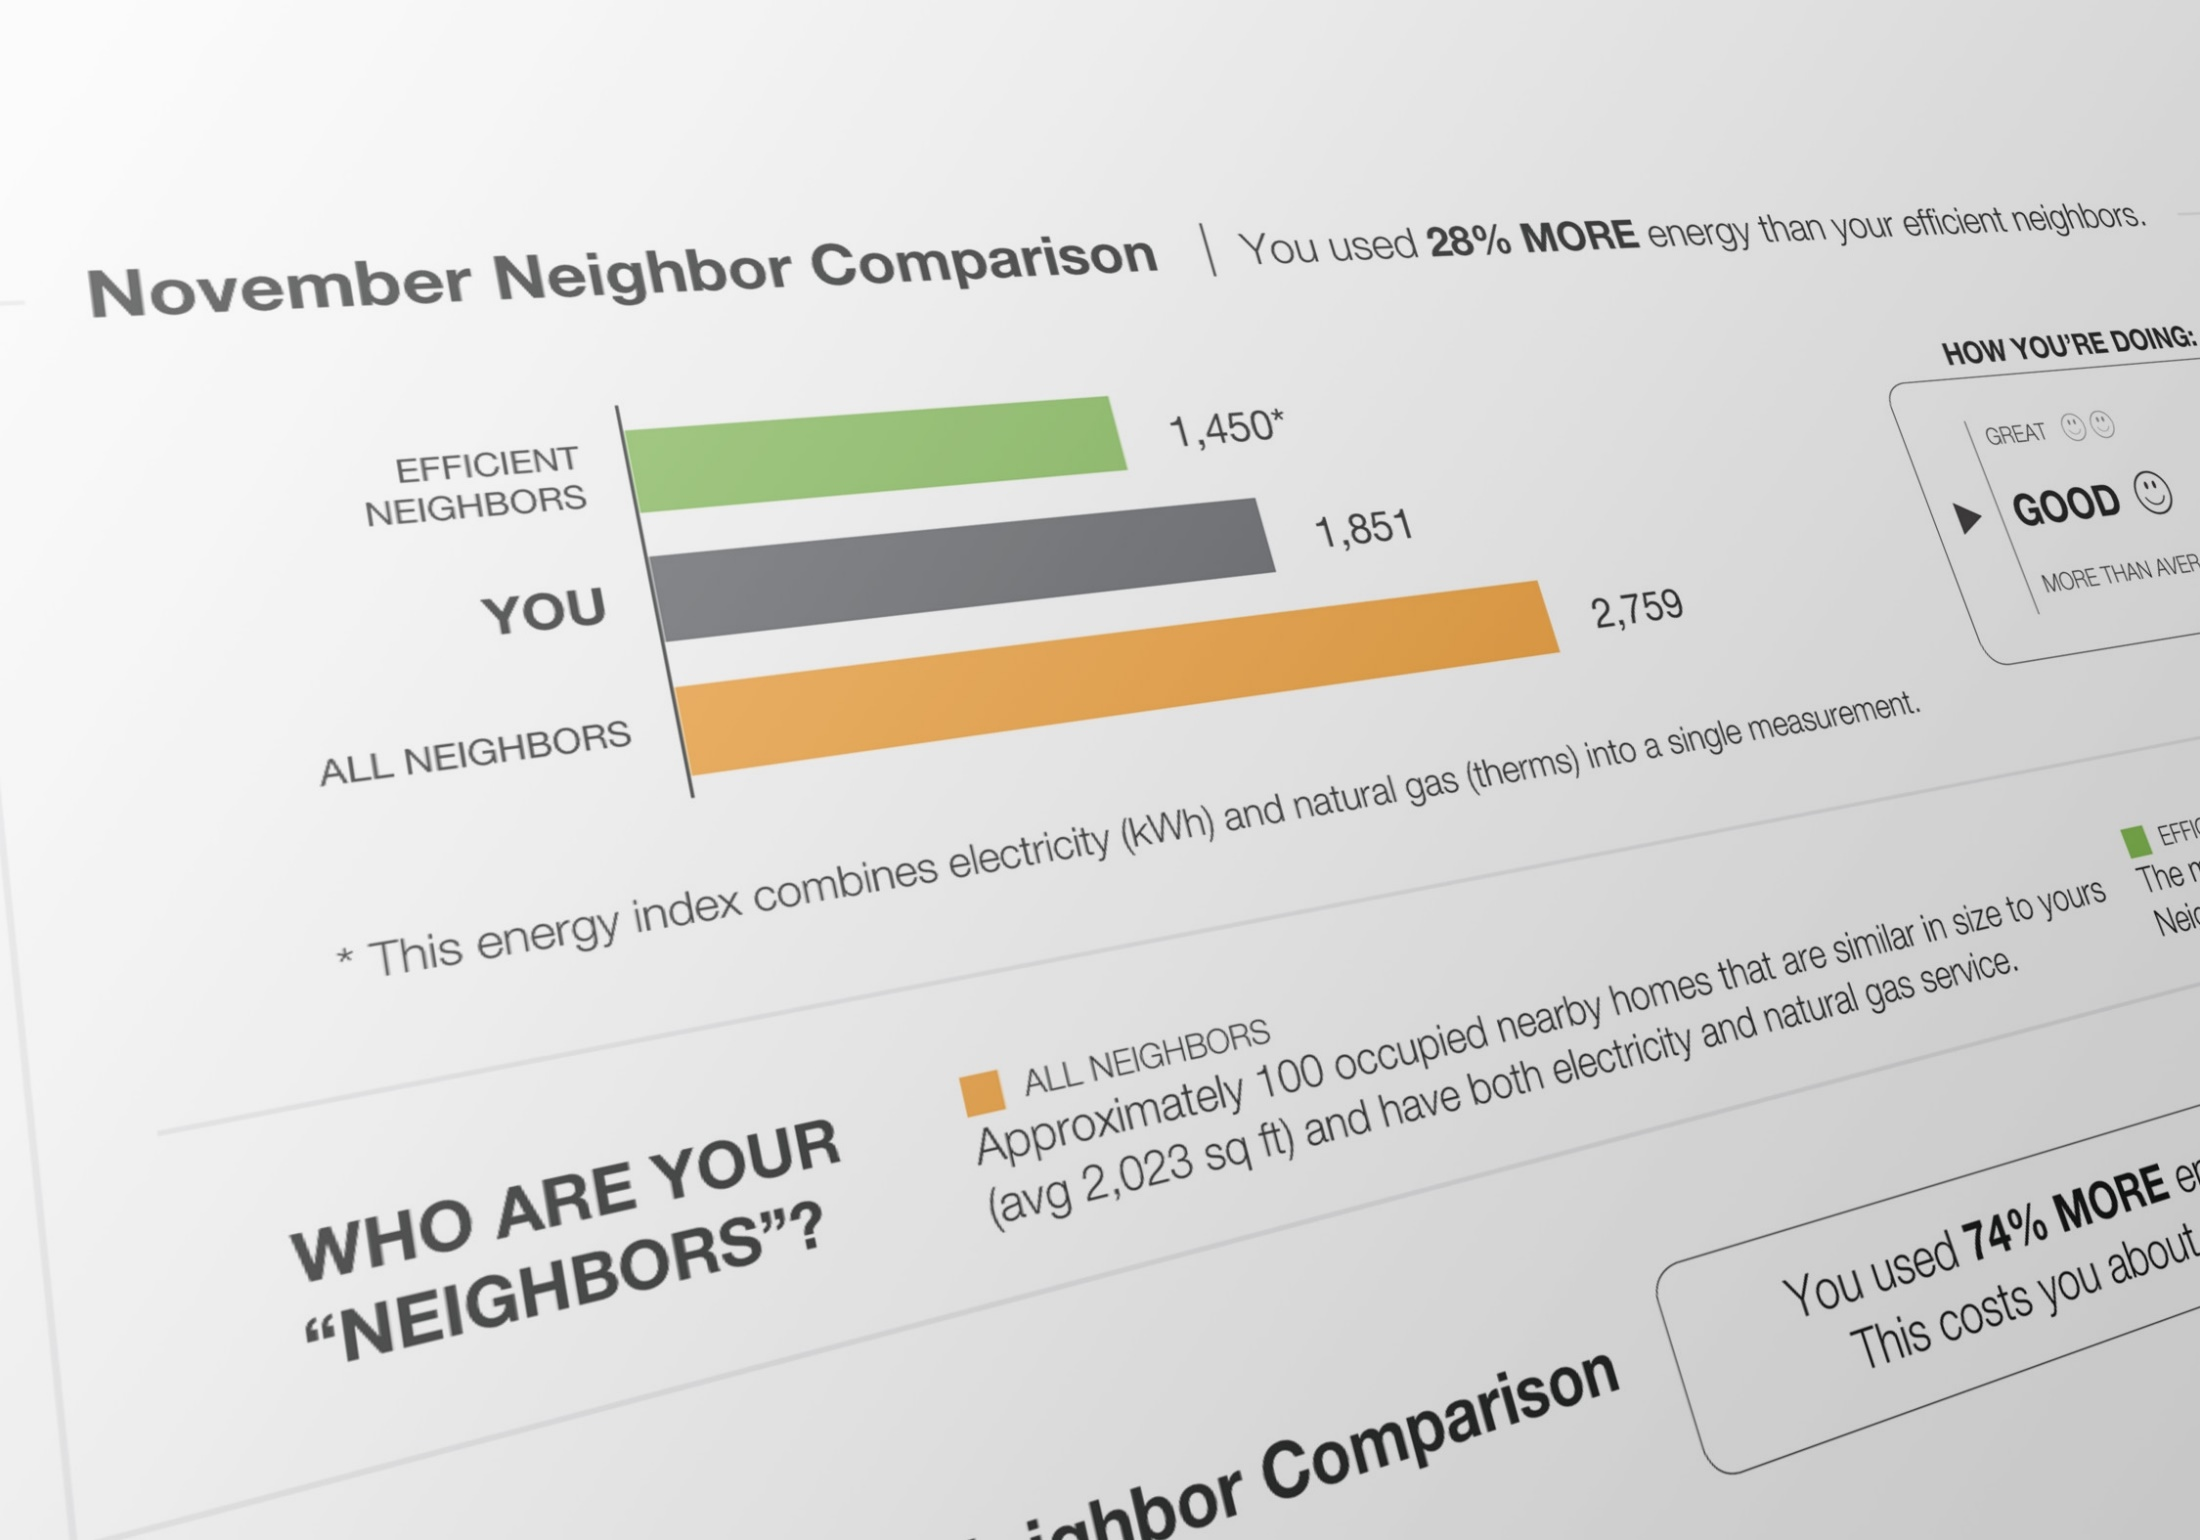 November Neighbor Comparison | You used 28% MORE energy than your efficient neighbors.
EFFICIENT
NEIGHBORS
1,450*
YOU
1,851
ALL NEIGHBORS
2,759
* This energy index combines electricity (kWh) and natural gas (therms) into a single measurement.
HOW YOU'RE DOING:
GREAT
GOOD
MORE THAN
WHO ARE YOUR
“NEIGHBORS”?
ALL NEIGHBORS
Approximately 100 occupied nearby homes that are similar in size to yours
(avg 2,023 sq ft) and have both electricity and natural gas service.
The
Comparison
You used 74% MORE
This costs you about